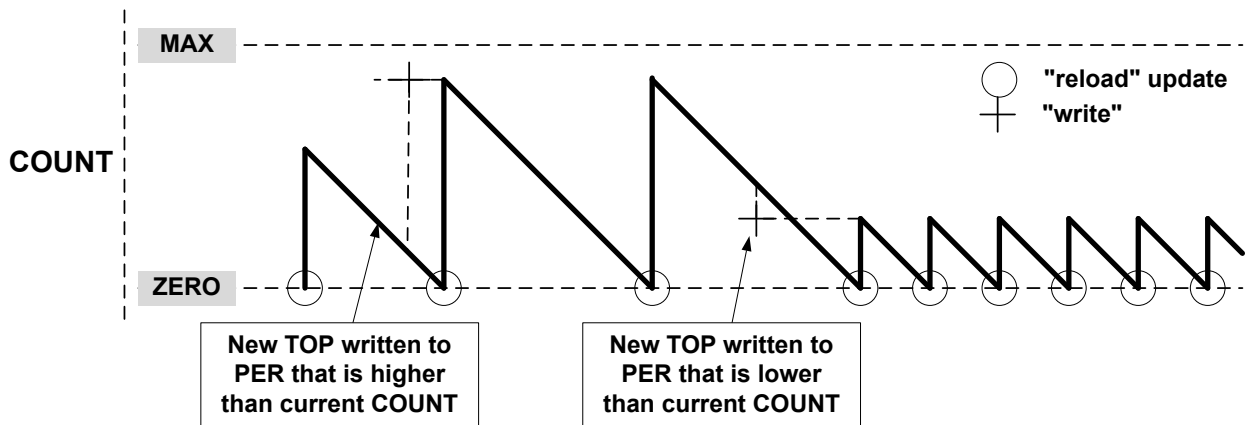 MAX
"reload" update
"write"
COUNT
ZERO
New TOP written to
PER that is higher
than current COUNT
New TOP written to
PER that is lower
than current COUNT